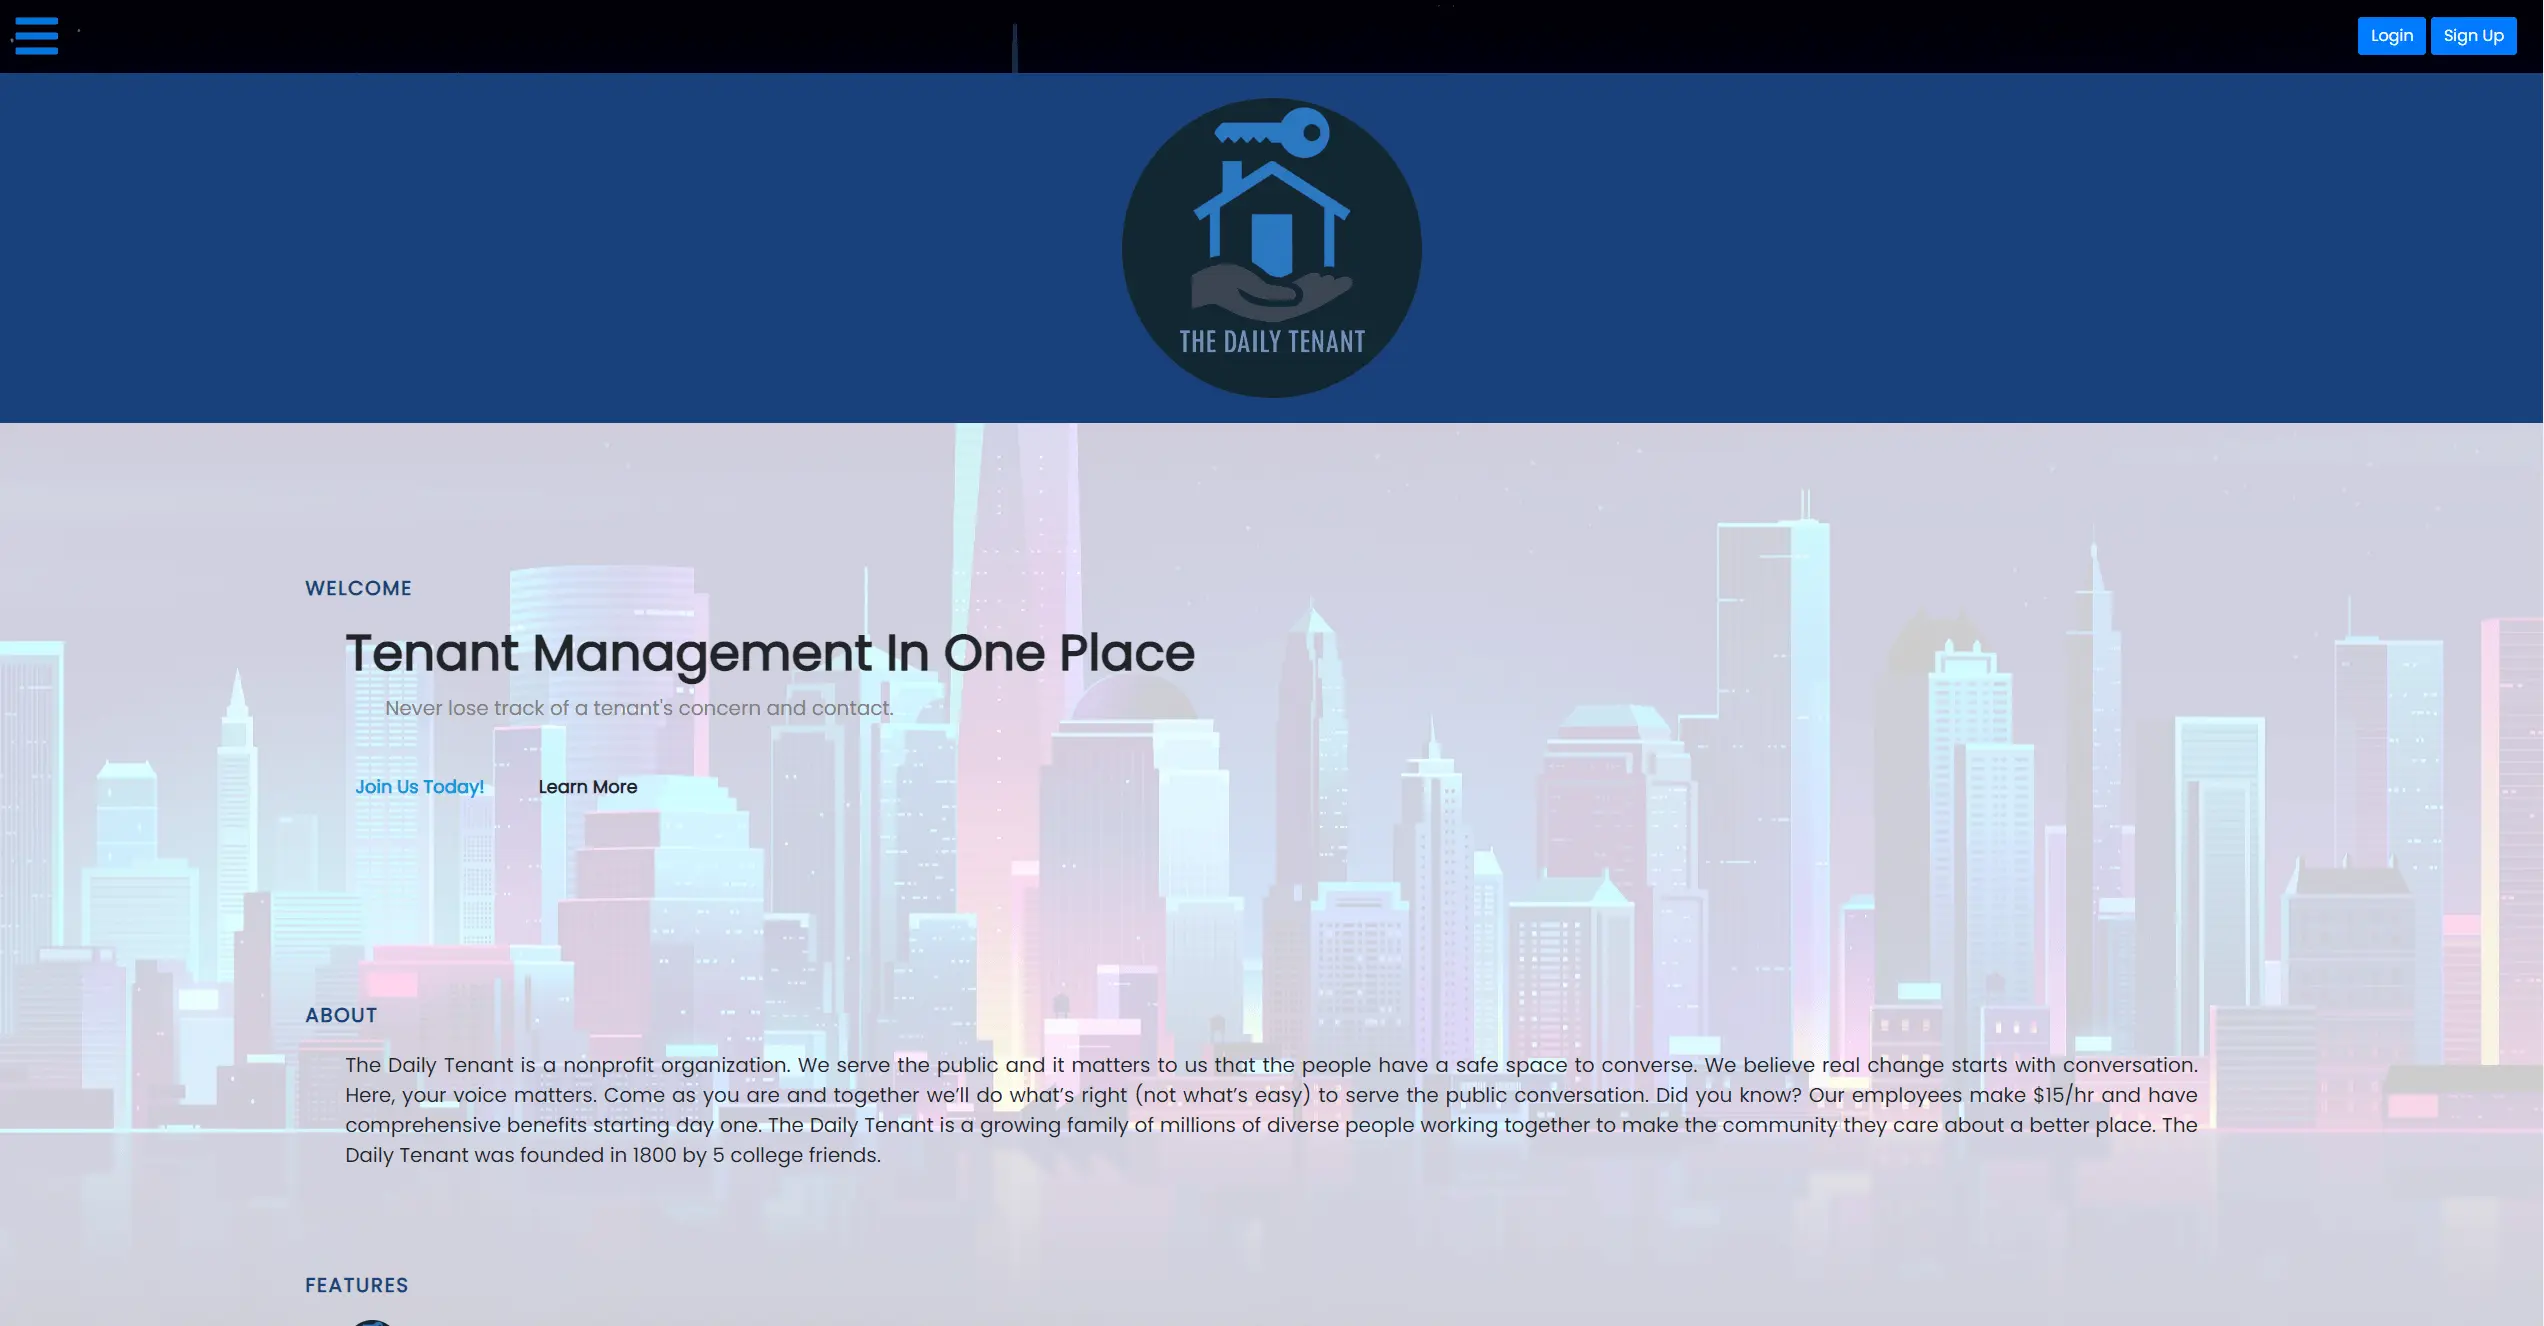 Login Sign Up
THE DAILY TENANT
WELCOME
Tenant Management In One Place
Never lose track of a tenant's concern and contact.
Join Us Today! Learn More
ABOUT
The Daily Tenant is a nonprofit organization. We serve the public and it matters to us that the people have a safe space to converse. We believe real change starts with conversation.
Here, your voice matters. Come as you are and together we’ll do what’s right (not what’s easy) to serve the public conversation. Did you know? Our employees make $15/hr and have
comprehensive benefits starting day one. The Daily Tenant is a growing family of millions of diverse people working together to make the community they care about a better place. The
Daily Tenant was founded in 1800 by 5 college friends.
FEATURES